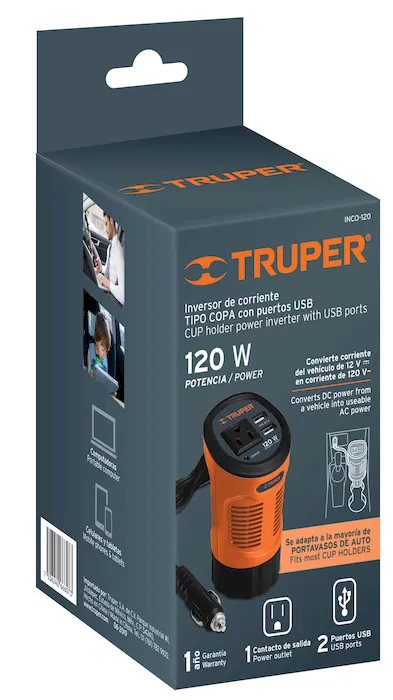 TRUPER®
INCO-120
TRUPER®
Inversor de corriente
TIPO COPA con puertos USB
CUP holder power inverter with USB ports
120 W
POTENCIA / POWER
Convierte corriente
del vehículo de 12 V ⎓
en corriente de 120 V~
Converts DC power from
a vehicle into useable
AC power
TRUPER
120 W
Computadoras
Portable computer
Celulares y tabletas
Mobile phones & tablets
Se adapta a la mayoría de
PORTAVASOS DE AUTO
Fits most CUP HOLDERS
1 año Garantía
Warranty
1 Contacto de salida
Power outlet
2 Puertos USB
USB ports